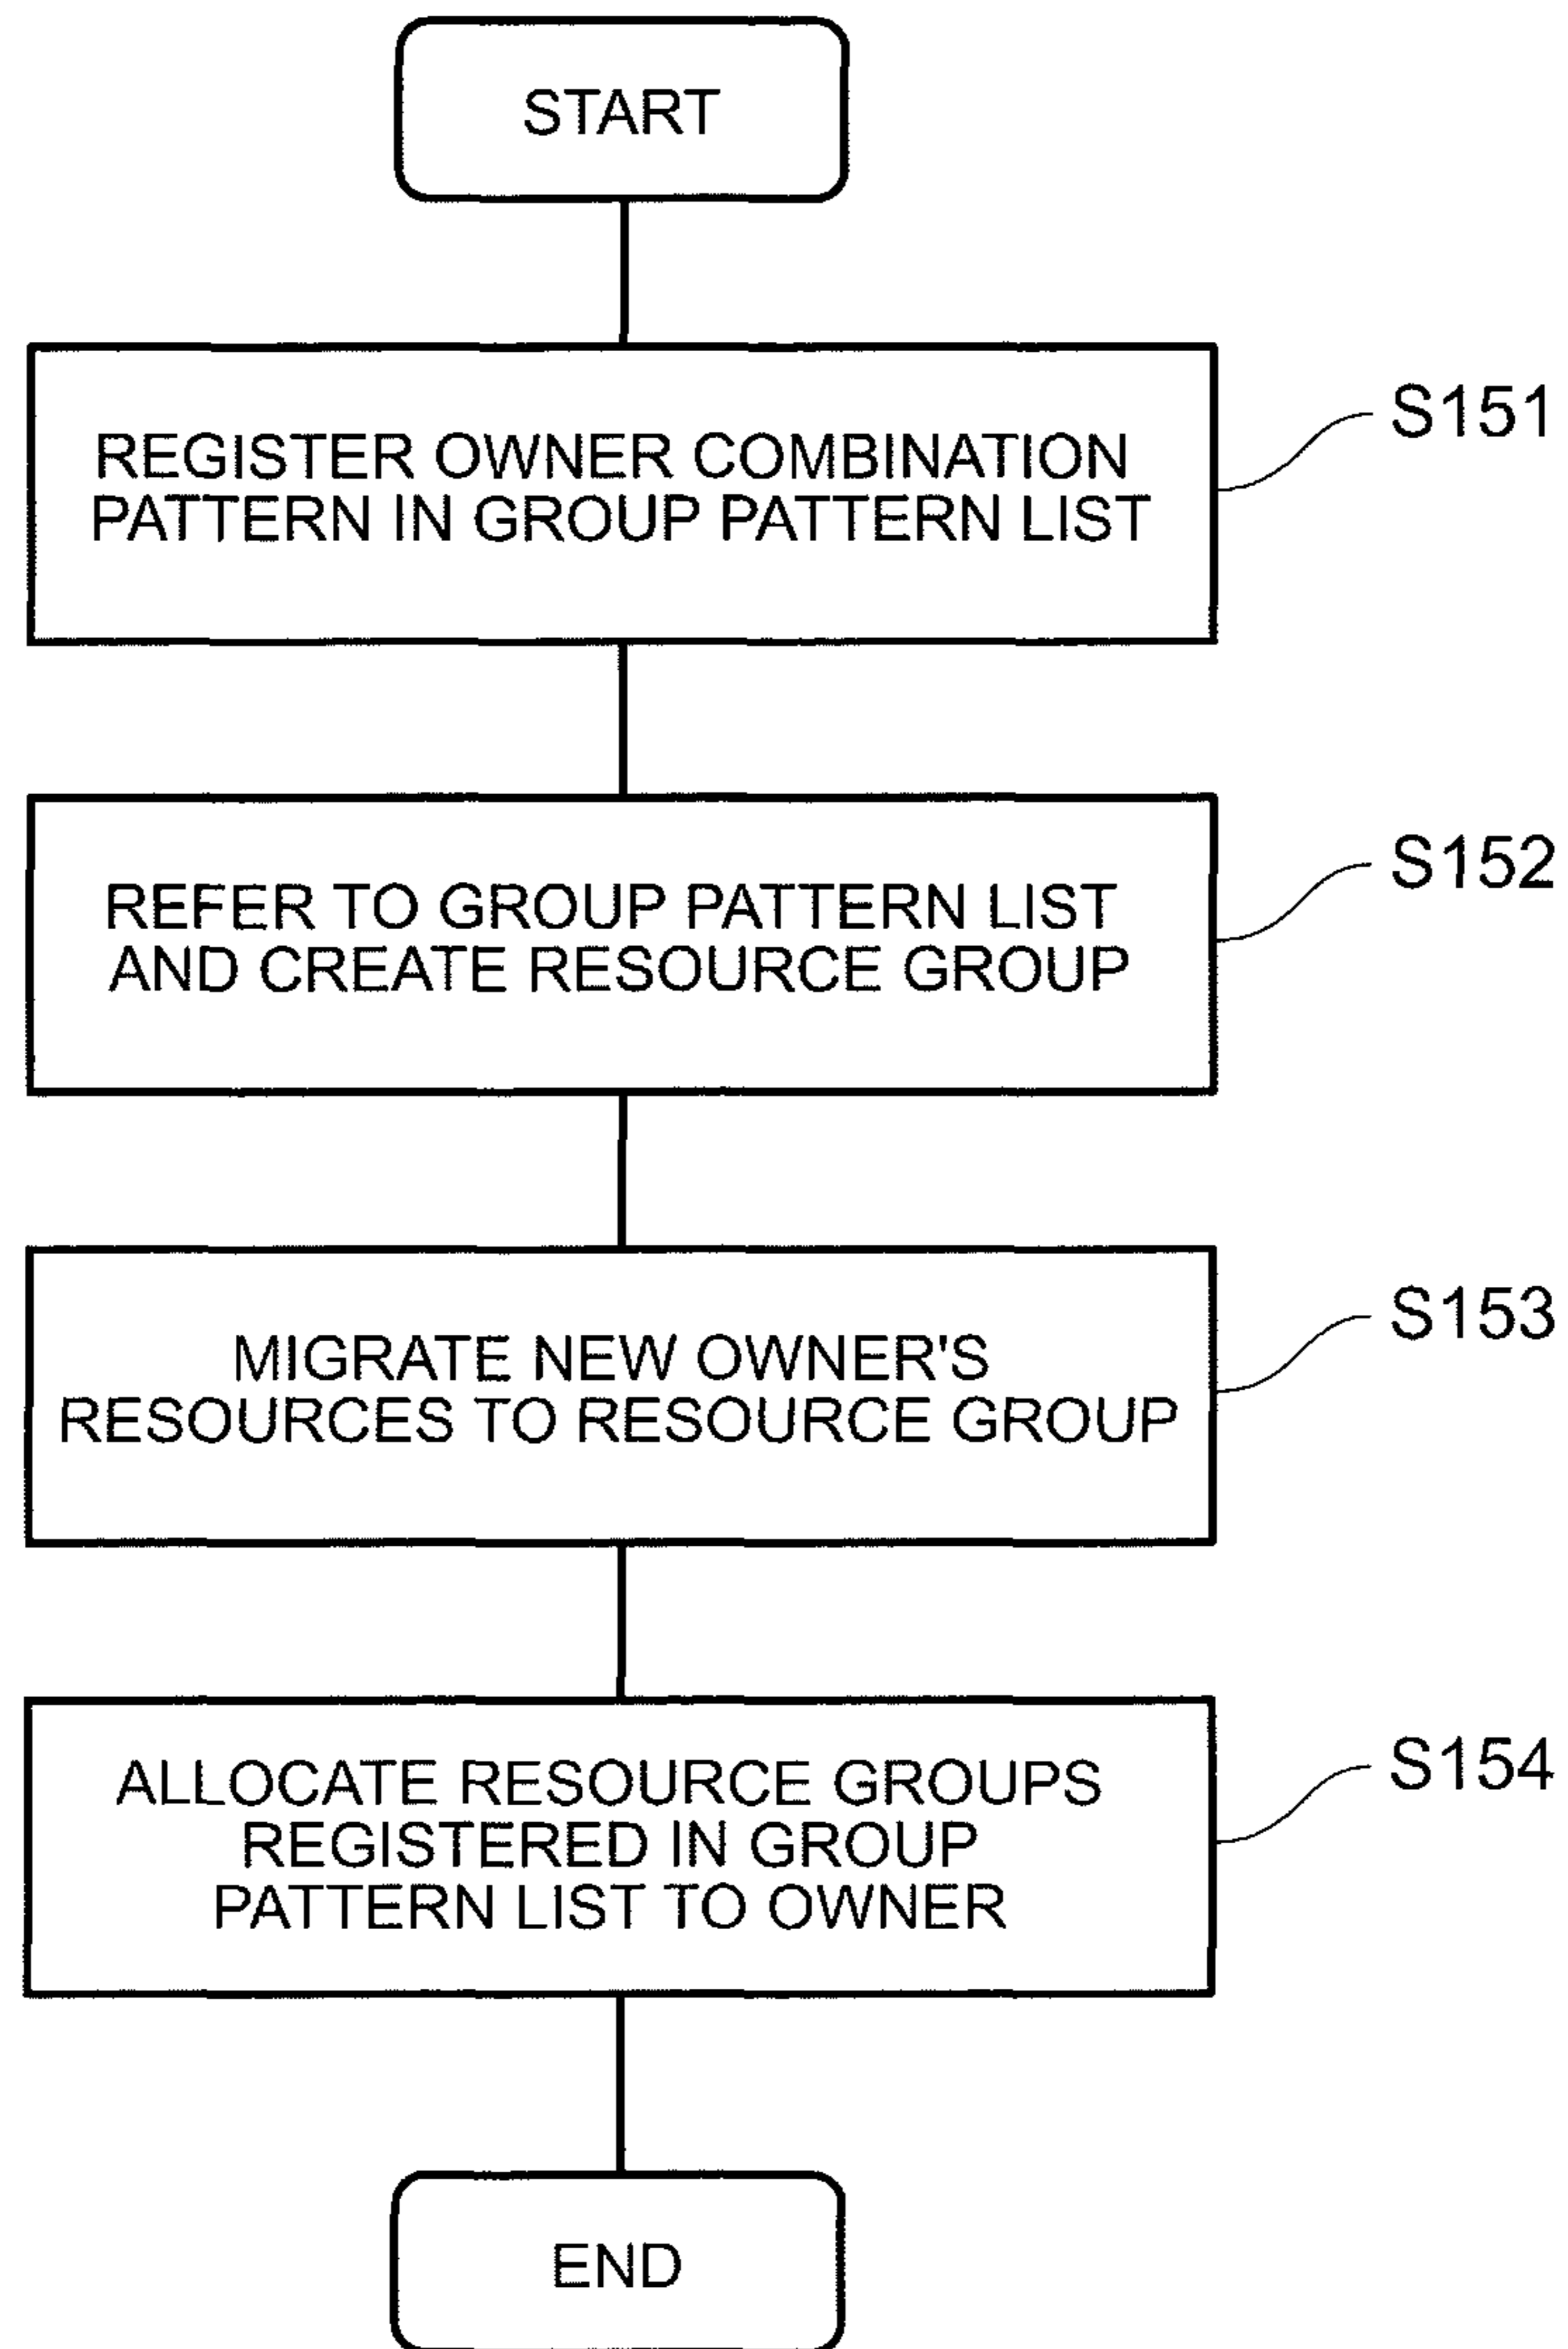 START
REGISTER OWNER COMBINATION
PATTERN IN GROUP PATTERN LIST
S151
REFER TO GROUP PATTERN LIST
AND CREATE RESOURCE GROUP
S152
MIGRATE NEW OWNER'S
RESOURCES TO RESOURCE GROUP
S153
ALLOCATE RESOURCE GROUPS
REGISTERED IN GROUP
PATTERN LIST TO OWNER
S154
END